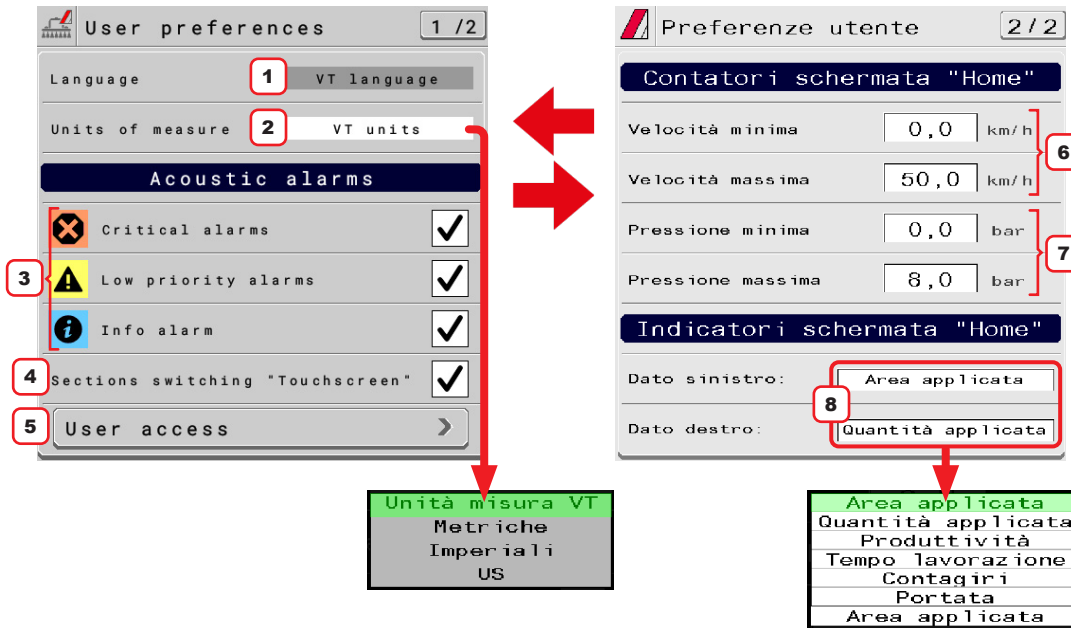 User preferences
1 /2
Language
1
VT language
Units of measure
2
VT units
Acoustic alarms
3
Critical alarms
Low priority alarms
Info alarm
4
Sections switching "Touchscreen"
5
User access
Unità misura VT
Metriche
Imperiali
US
Preferenze utente
2/2
Contatori schermata "Home"
Velocità minima
0,0
km/h
6
Velocità massima
50,0
km/h
Pressione minima
0,0
bar
7
Pressione massima
8,0
bar
Indicatori schermata "Home"
Dato sinistro:
Area applicata
8
Dato destro:
Quantità applicata
Area applicata
Quantità applicata
Produttività
Tempo lavorazione
Contagiri
Portata
Area applicata